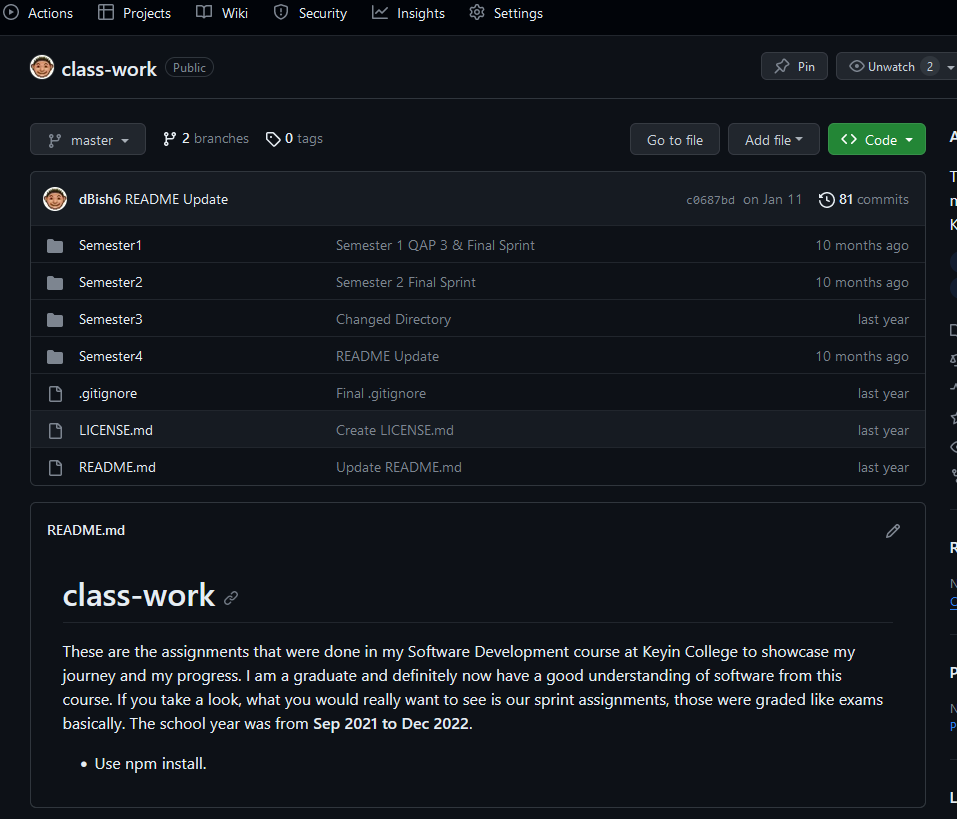 Actions Projects Wiki Security Insights Settings
class-work Public Pin Unwatch 2
master 2 branches 0 tags Go to file Add file Code
dBish6 README Update c0687bd on Jan 11 81 commits
Semester1 Semester 1 QAP 3 & Final Sprint 10 months ago
Semester2 Semester 2 Final Sprint 10 months ago
Semester3 Changed Directory last year
Semester4 README Update 10 months ago
.gitignore Final .gitignore last year
LICENSE.md Create LICENSE.md last year
README.md Update README.md last year
README.md
class-work
These are the assignments that were done in my Software Development course at Keyin College to showcase my
journey and my progress. I am a graduate and definitely now have a good understanding of software from this
course. If you take a look, what you would really want to see is our sprint assignments, those were graded like exams
basically. The school year was from Sep 2021 to Dec 2022.
• Use npm install.